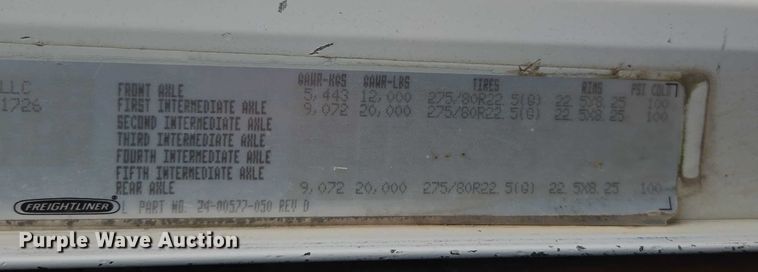 LLC
1726
GAWR-KGS GAWR-LBS TIRES RIMS PSI COLD
FRONT AXLE 5,443 12,000 275/80R22.5(G) 22.5X8.25 100
FIRST INTERMEDIATE AXLE 9,072 20,000 275/80R22.5(G) 22.5X8.25 100
SECOND INTERMEDIATE AXLE
THIRD INTERMEDIATE AXLE
FOURTH INTERMEDIATE AXLE
FIFTH INTERMEDIATE AXLE
REAR AXLE 9,072 20,000 275/80R22.5(G) 22.5X8.25 100
FREIGHTLINER
PART NO. 24-00577-050 REV D
Purple Wave Auction